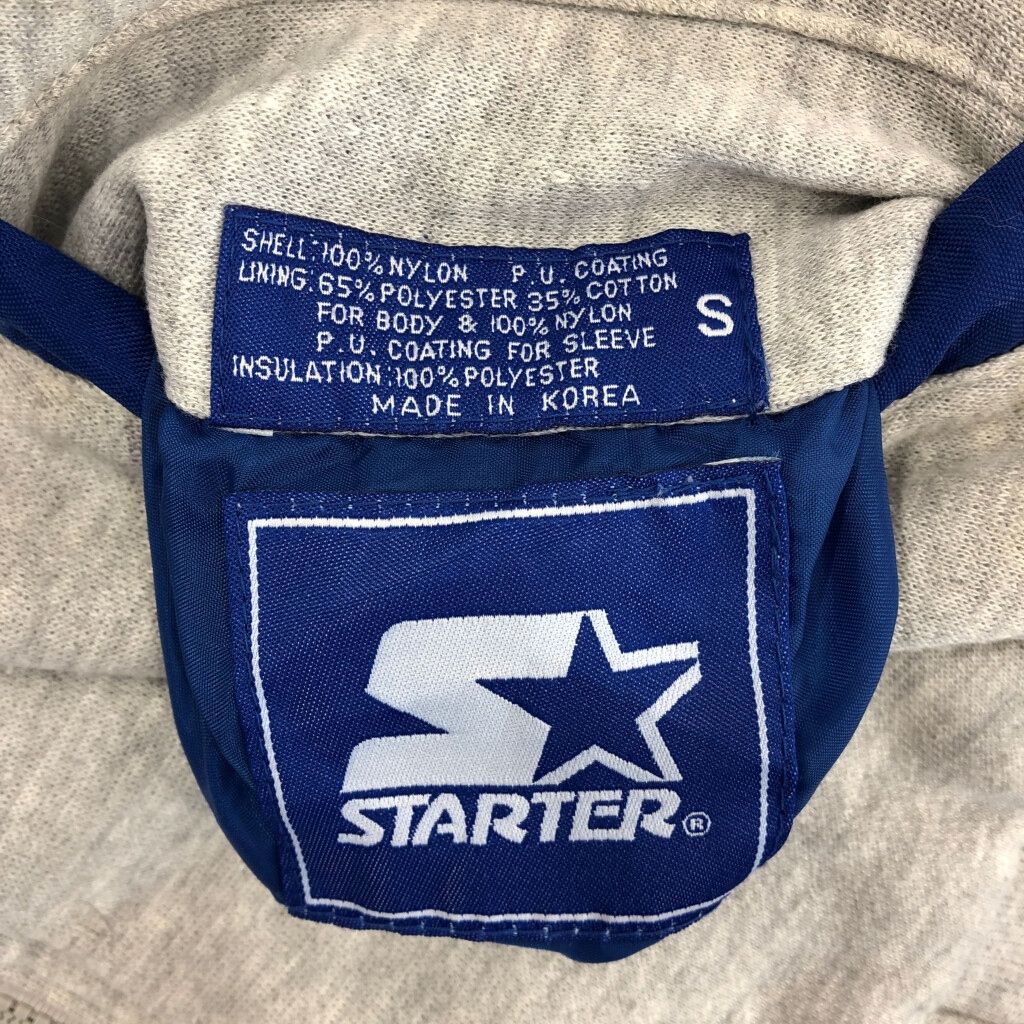 SHELL:100% NYLON P.U. COATING
LINING:65% POLYESTER 35% COTTON
FOR BODY & 100% NYLON
P.U. COATING FOR SLEEVE
INSULATION:100% POLYESTER
MADE IN KOREA
S
STARTER®